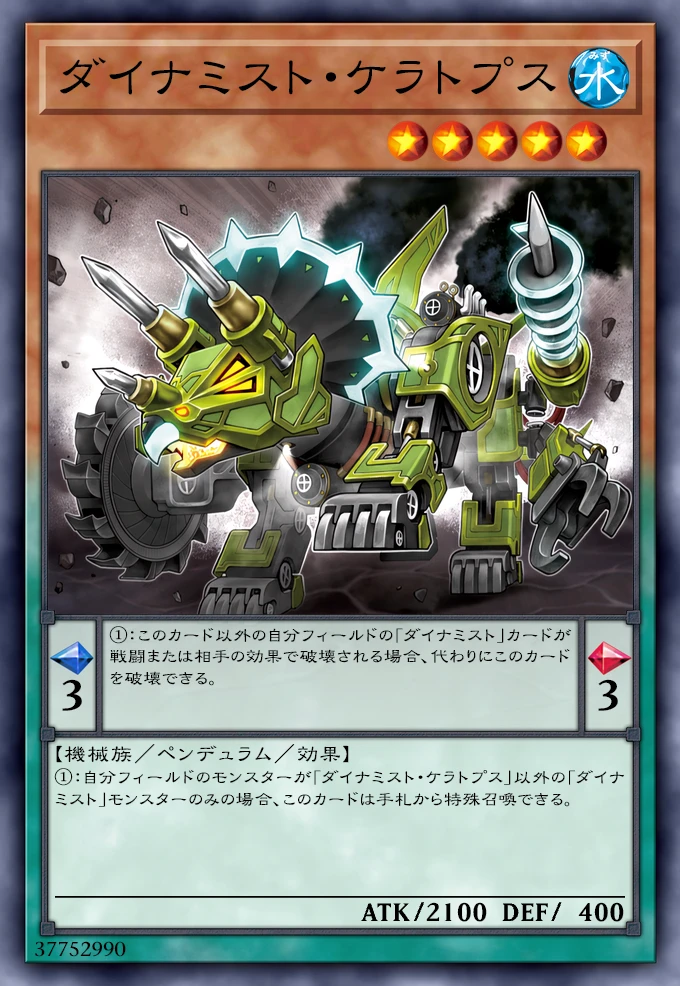 ダイナミスト・ケラトプス
みず
水
①:このカード以外の自分フィールドの「ダイナミスト」カードが
戦闘または相手の効果で破壊される場合、代わりにこのカード
を破壊できる。
3
3
【機械族／ペンデュラム／効果】
①:自分フィールドのモンスターが「ダイナミスト・ケラトプス」以外の「ダイナ
ミスト」モンスターのみの場合、このカードは手札から特殊召喚できる。
ATK/2100 DEF/ 400
37752990